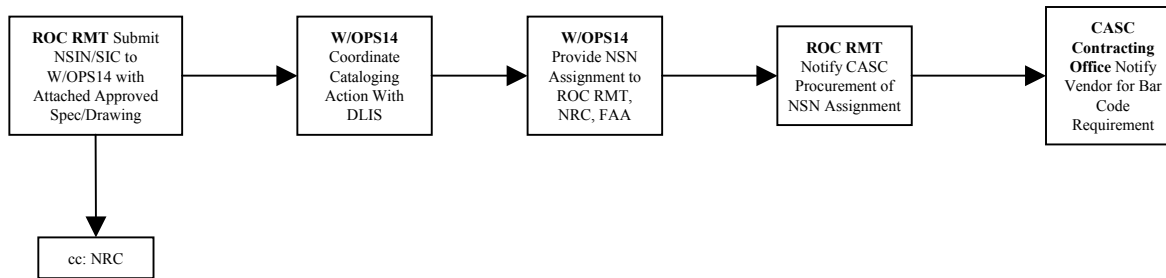 ROC RMT Submit
NSIN/SIC to
W/OPS14 with
Attached Approved
Spec/Drawing
W/OPS14
Coordinate
Cataloging
Action With
DLIS
W/OPS14
Provide NSN
Assignment to
ROC RMT,
NRC, FAA
ROC RMT
Notify CASC
Procurement of
NSN Assignment
CASC
Contracting
Office Notify
Vendor for Bar
Code
Requirement
cc: NRC